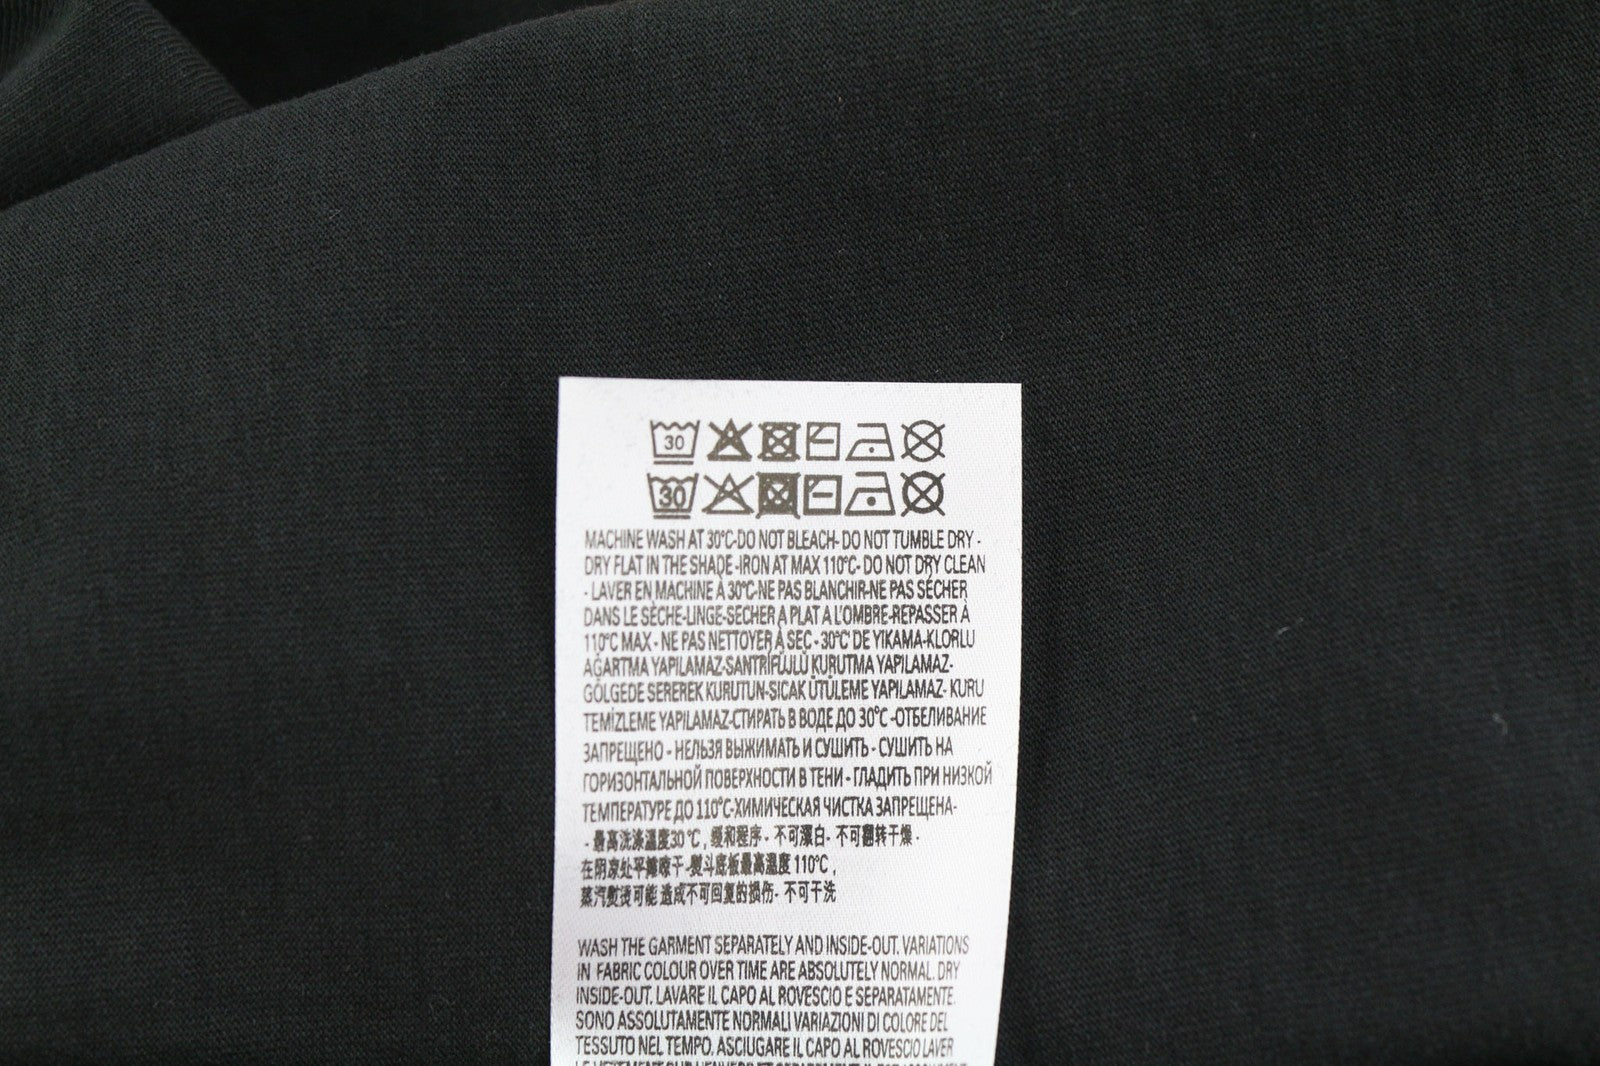 30
30
MACHINE WASH AT 30°C-DO NOT BLEACH- DO NOT TUMBLE DRY -
DRY FLAT IN THE SHADE -IRON AT MAX 110°C- DO NOT DRY CLEAN
- LAVER EN MACHINE À 30°C-NE PAS BLANCHIR-NE PAS SÉCHER
DANS LE SÈCHE-LINGE-SECHER A PLAT A L'OMBRE-REPASSER À
110°C MAX - NE PAS NETTOYER À SEC - 30°C' DE YIKAMA-KLORLU
AĞARTMA YAPILAMAZ-SANTRİFÜJLÜ KURUTMA YAPILAMAZ-
GÖLGEDE SEREREK KURUTUN-SICAK ÜTÜLEME YAPILAMAZ- KURU
TEMİZLEME YAPILAMAZ-СТИРАТЬ В ВОДЕ ДО 30°C -ОТБЕЛИВАНИЕ
ЗАПРЕЩЕНО - НЕЛЬЗЯ ВЫЖИМАТЬ И СУШИТЬ - СУШИТЬ НА
ГОРИЗОНТАЛЬНОЙ ПОВЕРХНОСТИ В ТЕНИ - ГЛАДИТЬ ПРИ НИЗКОЙ
ТЕМПЕРАТУРЕ ДО 110°C-ХИМИЧЕСКАЯ ЧИСТКА ЗАПРЕЩЕНА-
- 最高洗涤温度30℃, 缓和程序 - 不可漂白- 不可翻转干燥 -
在阴凉处平摊晾干-熨斗底板最高温度110℃,
蒸汽熨烫可能造成不可回复的损伤- 不可干洗
WASH THE GARMENT SEPARATELY AND INSIDE-OUT. VARIATIONS
IN FABRIC COLOUR OVER TIME ARE ABSOLUTELY NORMAL. DRY
INSIDE-OUT. LAVARE IL CAPO AL ROVESCIO E SEPARATAMENTE.
SONO ASSOLUTAMENTE NORMALI VARIAZIONI DI COLORE DEL
TESSUTO NEL TEMPO. ASCIUGARE IL CAPO AL ROVESCIO LAVER